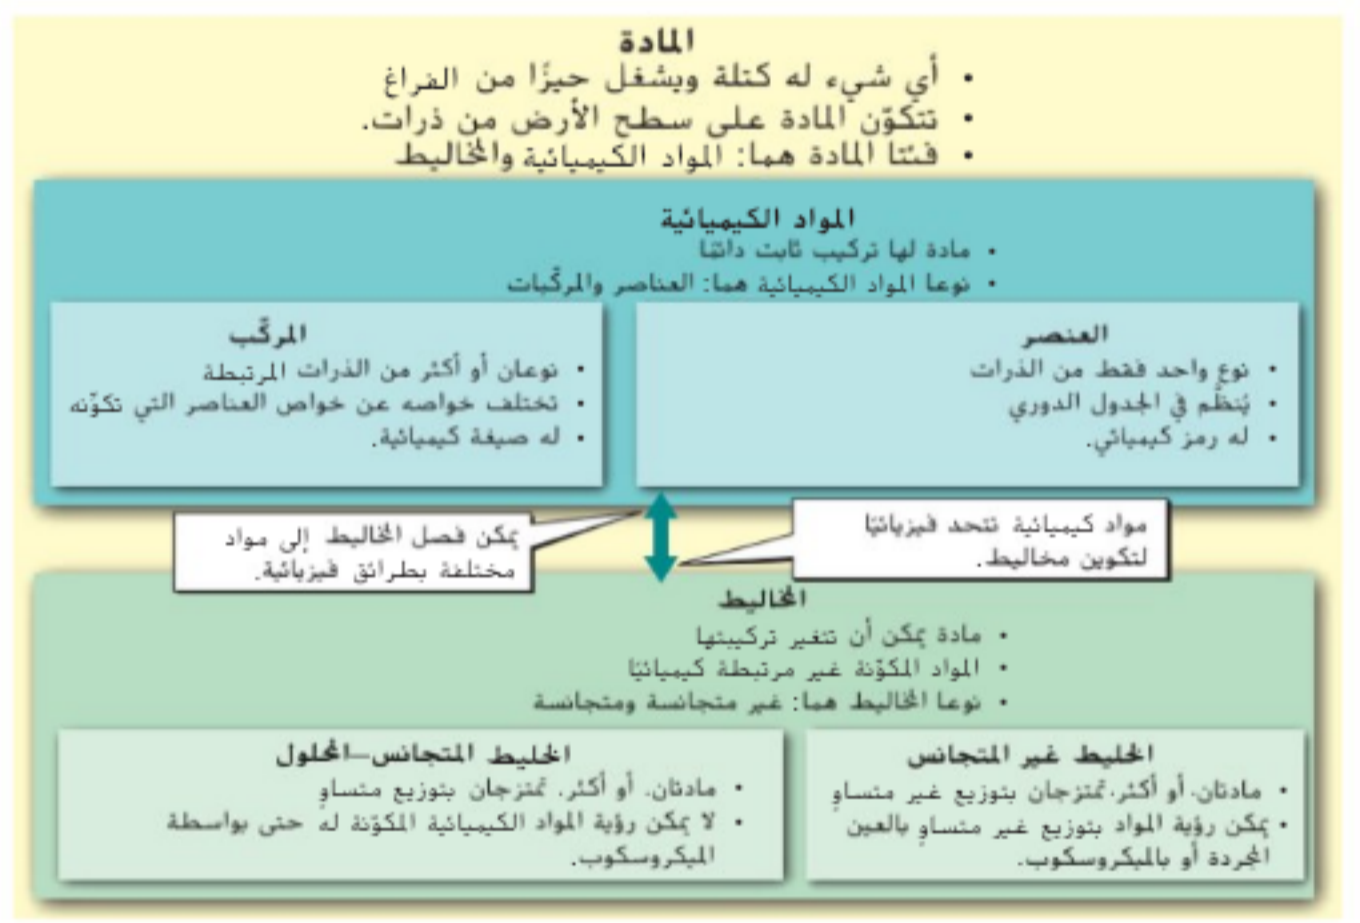 المادة
• أي شيء له كتلة ويشغل حيزًا من الفراغ
• تتكوّن المادة على سطح الأرض من ذرات.
• فئتا المادة هما: المواد الكيميائية والمخاليط
المواد الكيميائية
• مادة لها تركيب ثابت دائمًا
• نوعا المواد الكيميائية هما: العناصر والمركّبات
العنصر
• نوع واحد فقط من الذرات
• يُنظَّم في الجدول الدوري
• له رمز كيميائي.
المركّب
• نوعان أو أكثر من الذرات المرتبطة
• تختلف خواصه عن خواص العناصر التي تكوّنه
• له صيغة كيميائية.
مواد كيميائية تتحد فيزيائيًا
لتكوين مخاليط.
يمكن فصل المخاليط إلى مواد
مختلفة بطرائق فيزيائية.
المخاليط
• مادة يمكن أن تتغير تركيبتها
• المواد المكوّنة غير مرتبطة كيميائيًا
• نوعا المخاليط هما: غير متجانسة ومتجانسة
الخليط غير المتجانس
• مادتان، أو أكثر، تمتزجان بتوزيع غير متساوٍ
• يمكن رؤية المواد بتوزيع غير متساوٍ بالعين
المجردة أو بالميكروسكوب.
الخليط المتجانس—المحلول
• مادتان، أو أكثر، تمتزجان بتوزيع متساوٍ
• لا يمكن رؤية المواد الكيميائية المكوّنة له حتى بواسطة
الميكروسكوب.